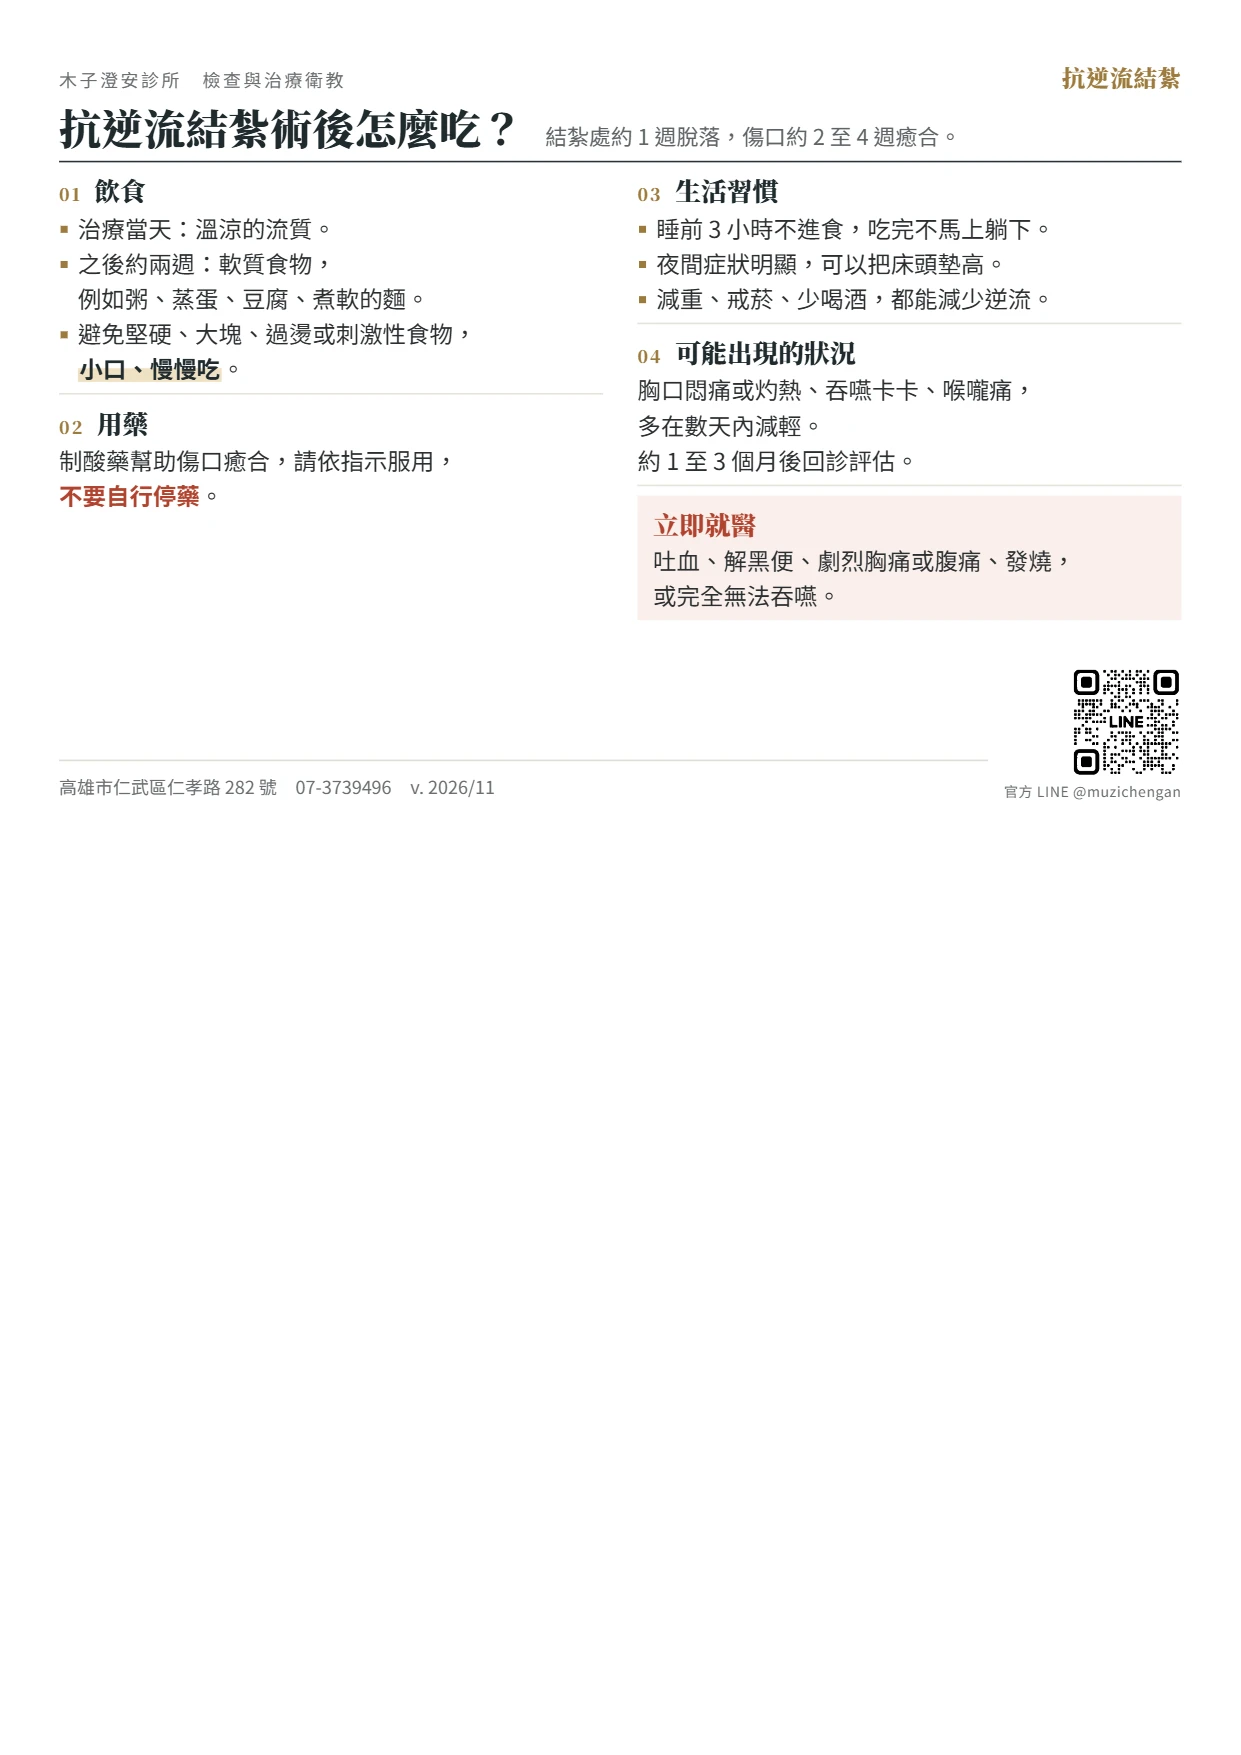 木子澄安診所　檢查與治療衛教
抗逆流結紮
抗逆流結紮術後怎麼吃？　結紮處約 1 週脫落，傷口約 2 至 4 週癒合。
01 飲食
治療當天：溫涼的流質。
之後約兩週：軟質食物，
例如粥、蒸蛋、豆腐、煮軟的麵。
避免堅硬、大塊、過燙或刺激性食物，
小口、慢慢吃。
02 用藥
制酸藥幫助傷口癒合，請依指示服用，
不要自行停藥。
03 生活習慣
睡前 3 小時不進食，吃完不馬上躺下。
夜間症狀明顯，可以把床頭墊高。
減重、戒菸、少喝酒，都能減少逆流。
04 可能出現的狀況
胸口悶痛或灼熱、吞嚥卡卡、喉嚨痛，
多在數天內減輕。
約 1 至 3 個月後回診評估。
立即就醫
吐血、解黑便、劇烈胸痛或腹痛、發燒，
或完全無法吞嚥。
LINE
高雄市仁武區仁孝路 282 號　07-3739496　v. 2026/11
官方 LINE @muzichengan